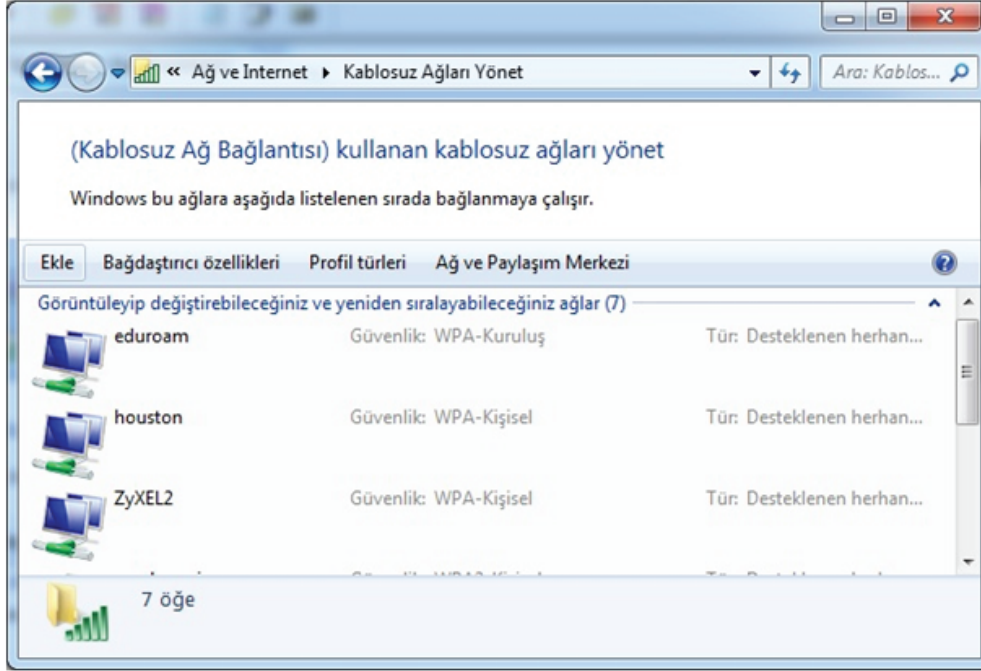 « Ağ ve Internet ▸ Kablosuz Ağları Yönet Ara: Kablos...
(Kablosuz Ağ Bağlantısı) kullanan kablosuz ağları yönet
Windows bu ağlara aşağıda listelenen sırada bağlanmaya çalışır.
Ekle Bağdaştırıcı özellikleri Profil türleri Ağ ve Paylaşım Merkezi
Görüntüleyip değiştirebileceğiniz ve yeniden sıralayabileceğiniz ağlar (7)
eduroam Güvenlik: WPA-Kuruluş Tür: Desteklenen herhan...
houston Güvenlik: WPA-Kişisel Tür: Desteklenen herhan...
ZyXEL2 Güvenlik: WPA-Kişisel Tür: Desteklenen herhan...
7 öğe